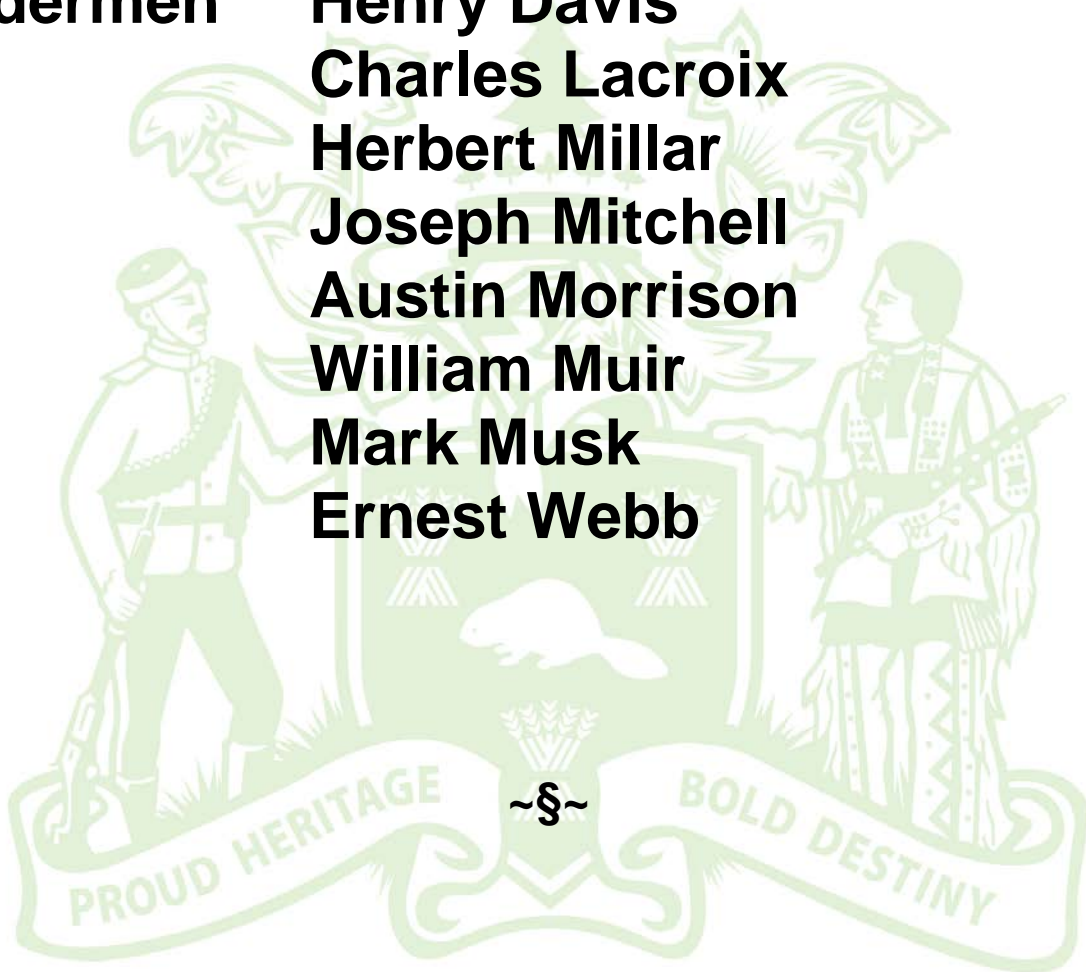 dermen Henry Davis
Charles Lacroix
Herbert Millar
Joseph Mitchell
Austin Morrison
William Muir
Mark Musk
Ernest Webb
~§~
PROUD HERITAGE BOLD DESTINY